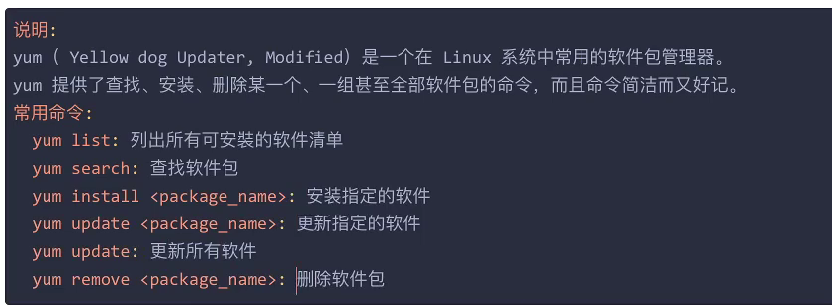 说明:
yum ( Yellow dog Updater, Modified) 是一个在 Linux 系统中常用的软件包管理器。
yum 提供了查找、安装、删除某一个、一组甚至全部软件包的命令，而且命令简洁而又好记。
常用命令:
yum list: 列出所有可安裝的软件清单
yum search: 查找软件包
yum install <package_name>: 安装指定的软件
yum update <package_name>: 更新指定的软件
yum update: 更新所有软件
yum remove <package_name>: 删除软件包